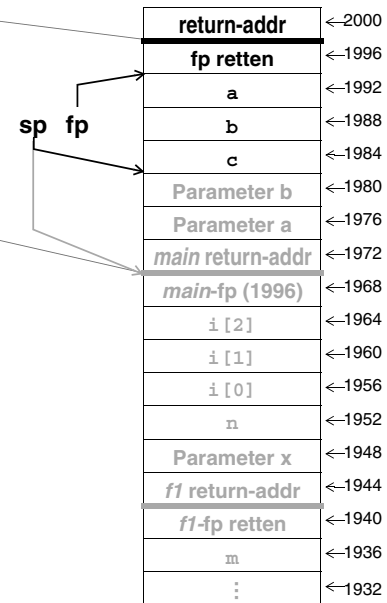 return-addr ←2000
fp retten ←1996
a ←1992
b ←1988
sp fp
c ←1984
Parameter b ←1980
Parameter a ←1976
main return-addr ←1972
main-fp (1996) ←1968
i[2] ←1964
i[1] ←1960
i[0] ←1956
n ←1952
Parameter x ←1948
f1 return-addr ←1944
f1-fp retten ←1940
m ←1936
⋮ ←1932